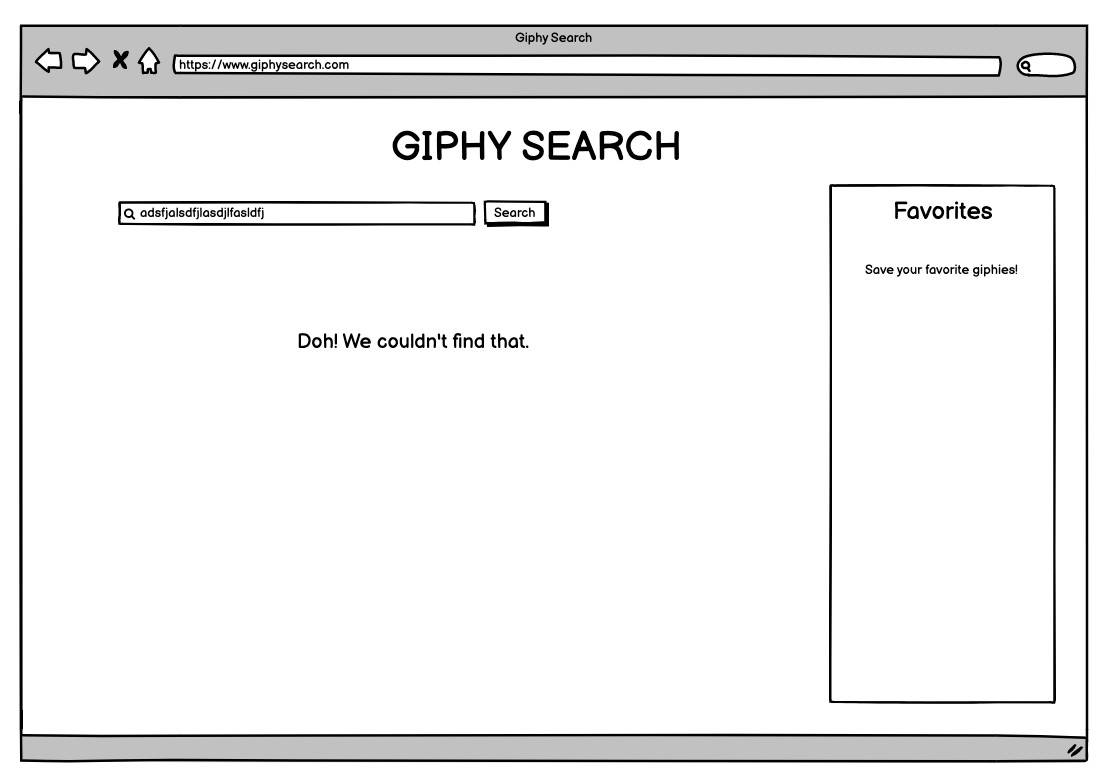 Giphy Search
https://www.giphysearch.com
GIPHY SEARCH
adsfjalsdfjlasdjlfasldfj
Search
Doh! We couldn't find that.
Favorites
Save your favorite giphies!